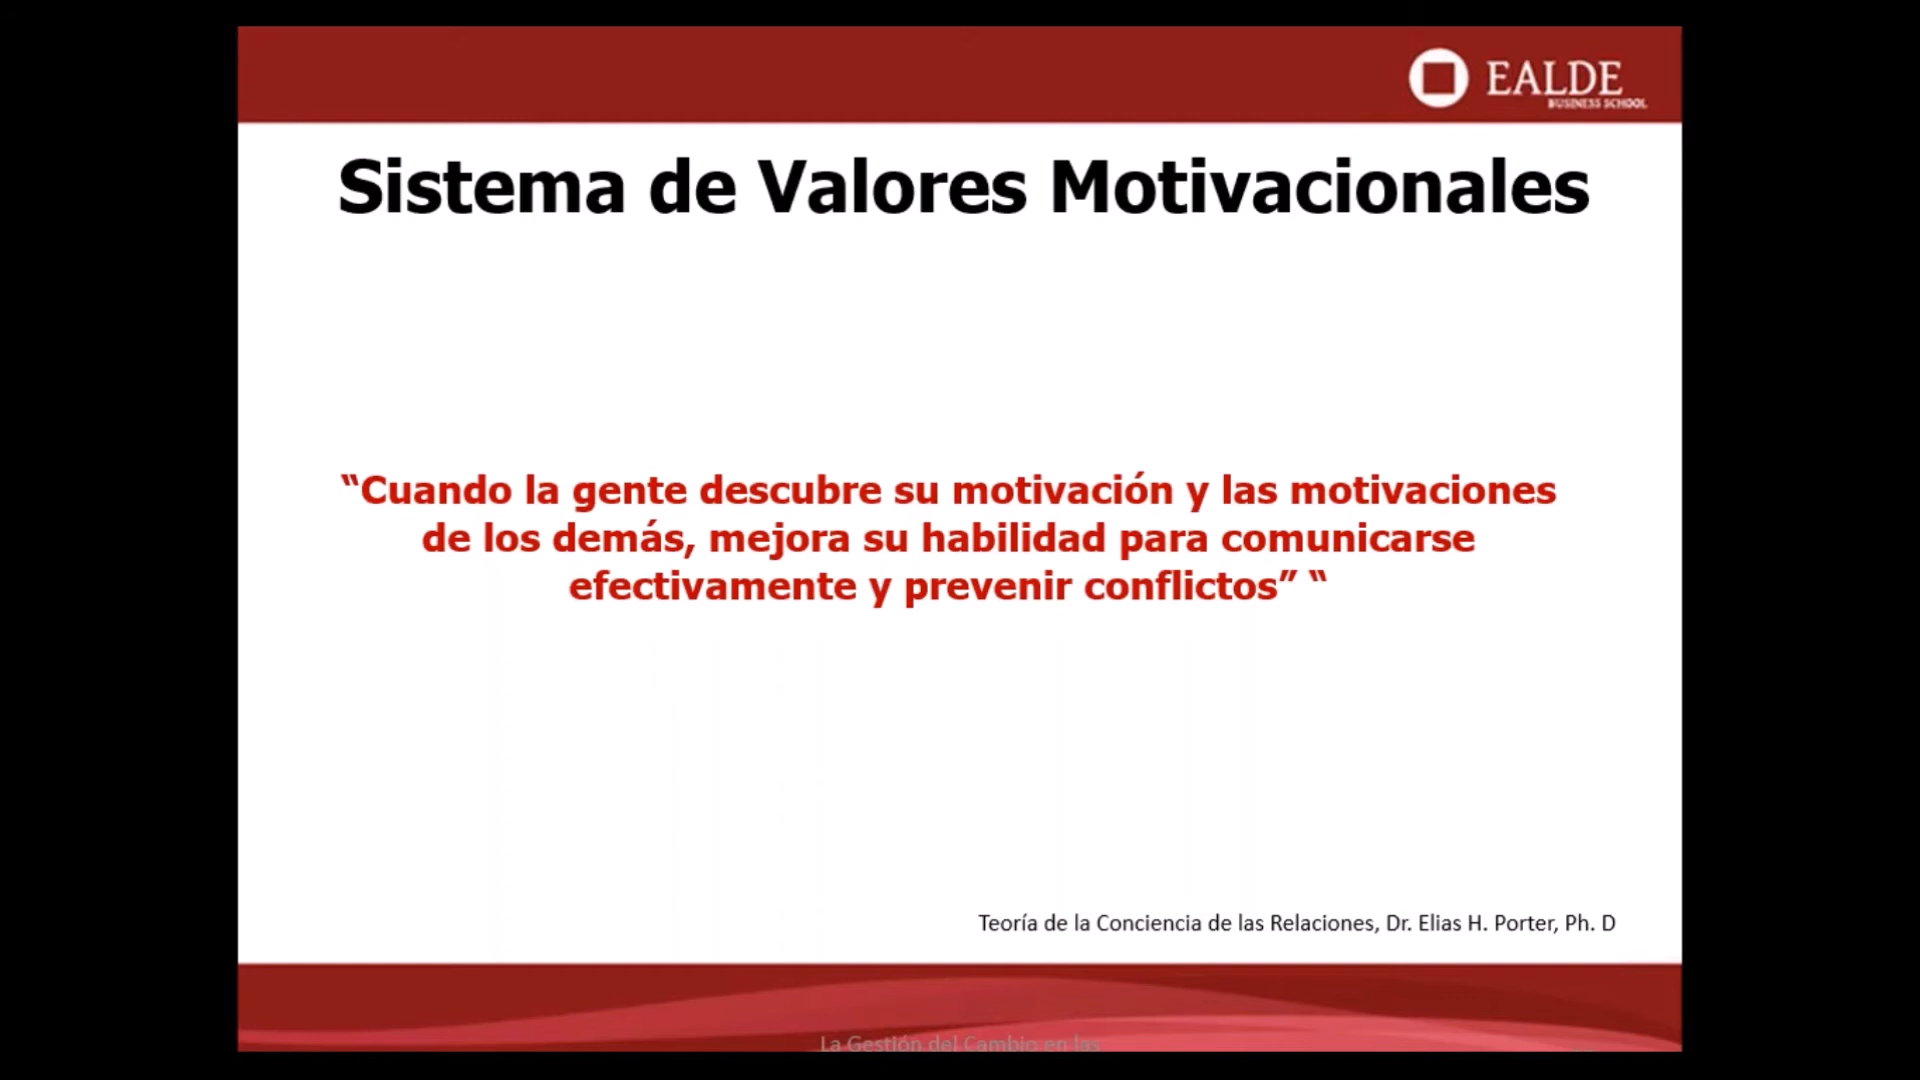 EALDE
BUSINESS SCHOOL
Sistema de Valores Motivacionales
“Cuando la gente descubre su motivación y las motivaciones
de los demás, mejora su habilidad para comunicarse
efectivamente y prevenir conflictos” “
Teoría de la Conciencia de las Relaciones, Dr. Elias H. Porter, Ph. D
La Gestión del Cambio en las